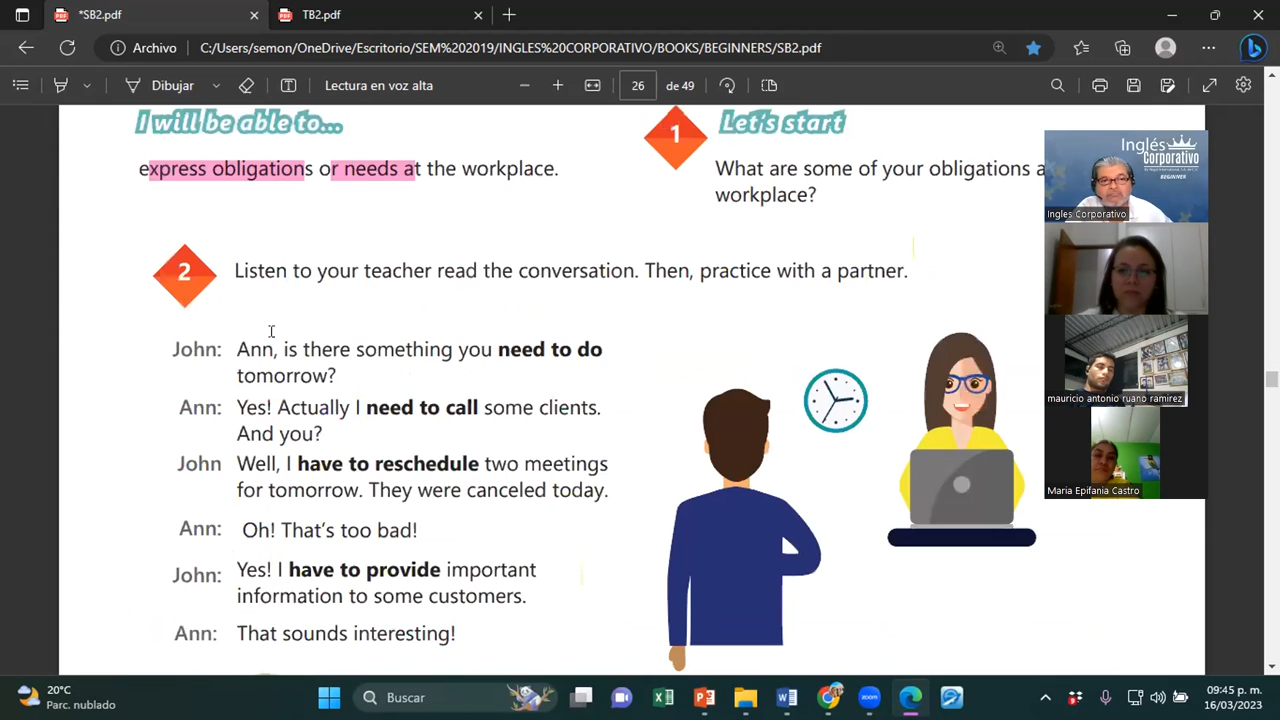 *SB2.pdf
TB2.pdf
Archivo
C:/Users/semon/OneDrive/Escritorio/SEM%202019/INGLES%20CORPORATIVO/BOOKS/BEGINNERS/SB2.pdf
Dibujar
Lectura en voz alta
26
de 49
I will be able to...
express obligations or needs at the workplace.
1
Let's start
What are some of your obligations a
workplace?
2
Listen to your teacher read the conversation. Then, practice with a partner.
John: Ann, is there something you need to do
tomorrow?
Ann: Yes! Actually I need to call some clients.
And you?
John Well, I have to reschedule two meetings
for tomorrow. They were canceled today.
Ann: Oh! That's too bad!
John: Yes! I have to provide important
information to some customers.
Ann: That sounds interesting!
Inglés
Corporativo
BEGINNER
Ingles Corporativo
mauricio antonio ruano ramirez
Maria Epifania Castro
20°C
Parc. nublado
Buscar
09:45 p. m.
16/03/2023